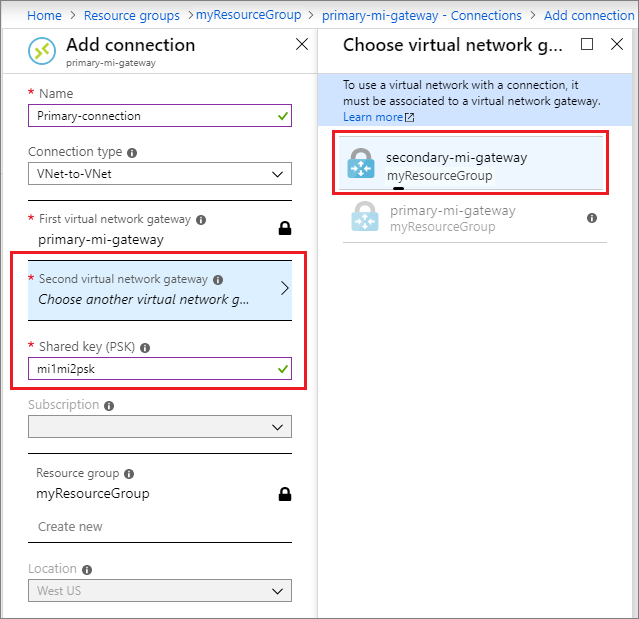 Home > Resource groups > myResourceGroup > primary-mi-gateway - Connections > Add connection
Add connection
primary-mi-gateway
* Name
Primary-connection
Connection type
VNet-to-VNet
* First virtual network gateway
primary-mi-gateway
* Second virtual network gateway
Choose another virtual network g...
* Shared key (PSK)
mi1mi2psk
Subscription
Resource group
myResourceGroup
Create new
Location
West US
Choose virtual network g...
To use a virtual network with a connection, it
must be associated to a virtual network gateway.
Learn more
secondary-mi-gateway
myResourceGroup
primary-mi-gateway
myResourceGroup